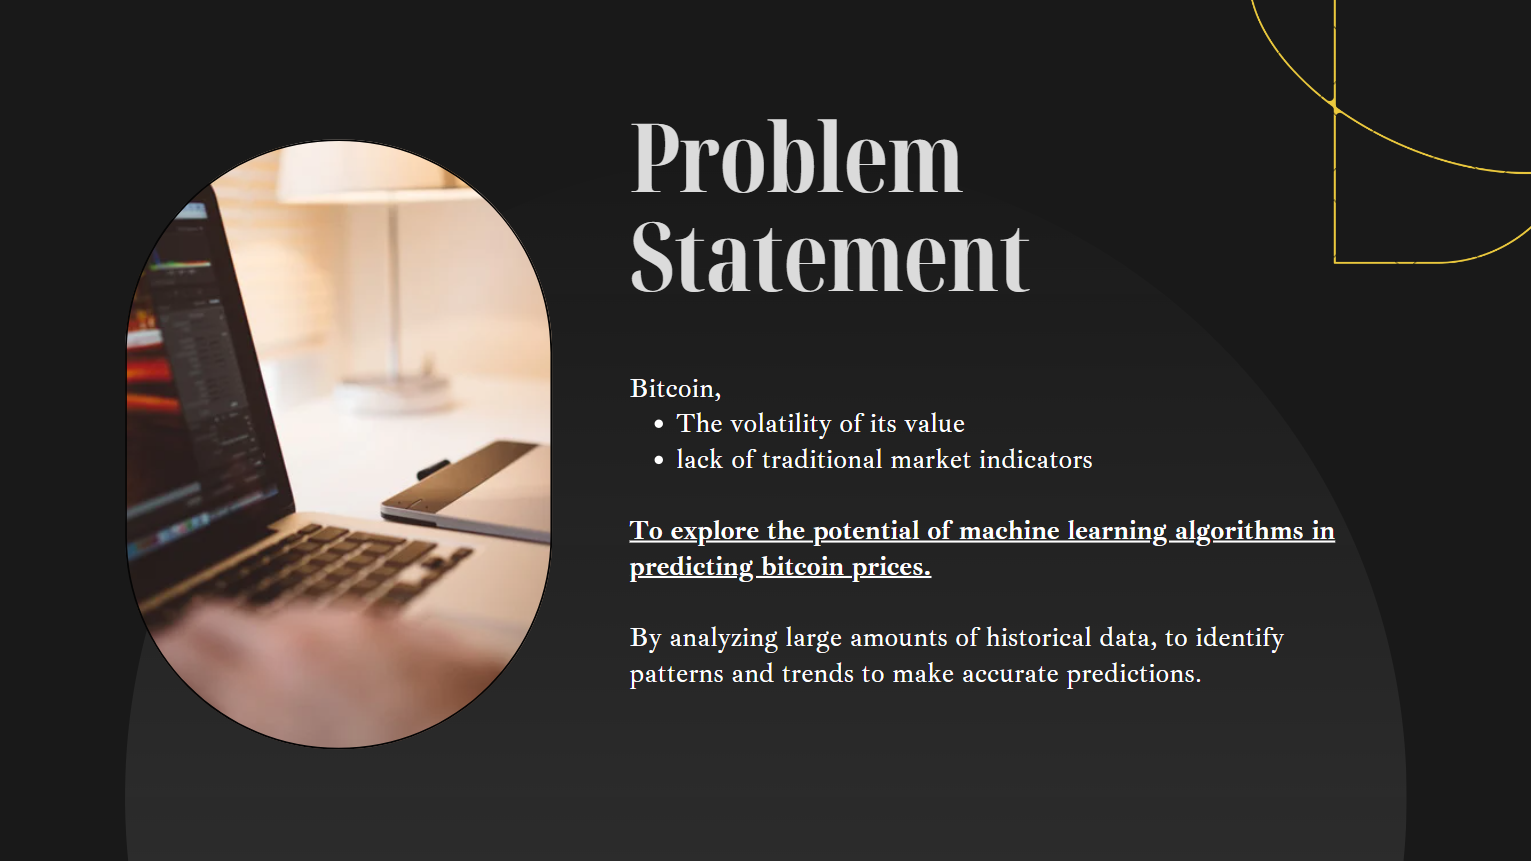 Problem
Statement
Bitcoin,
• The volatility of its value
• lack of traditional market indicators
To explore the potential of machine learning algorithms in
predicting bitcoin prices.
By analyzing large amounts of historical data, to identify
patterns and trends to make accurate predictions.